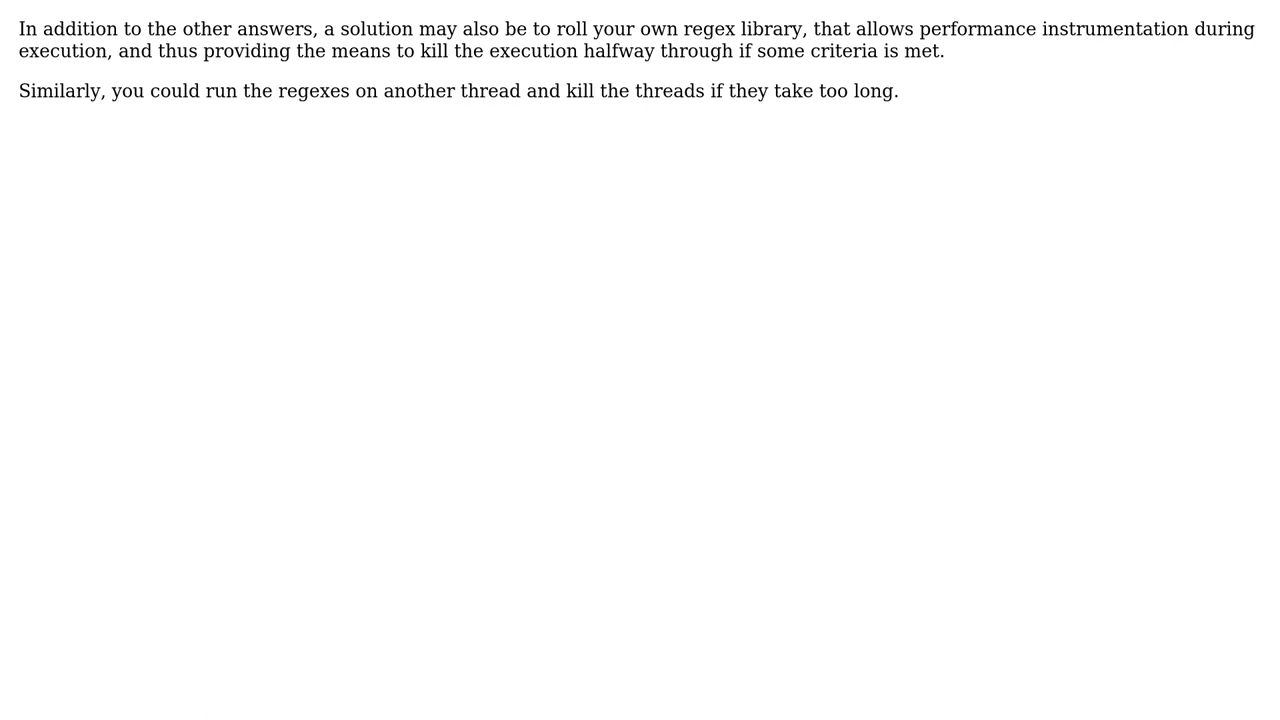 In addition to the other answers, a solution may also be to roll your own regex library, that allows performance instrumentation during
execution, and thus providing the means to kill the execution halfway through if some criteria is met.
Similarly, you could run the regexes on another thread and kill the threads if they take too long.